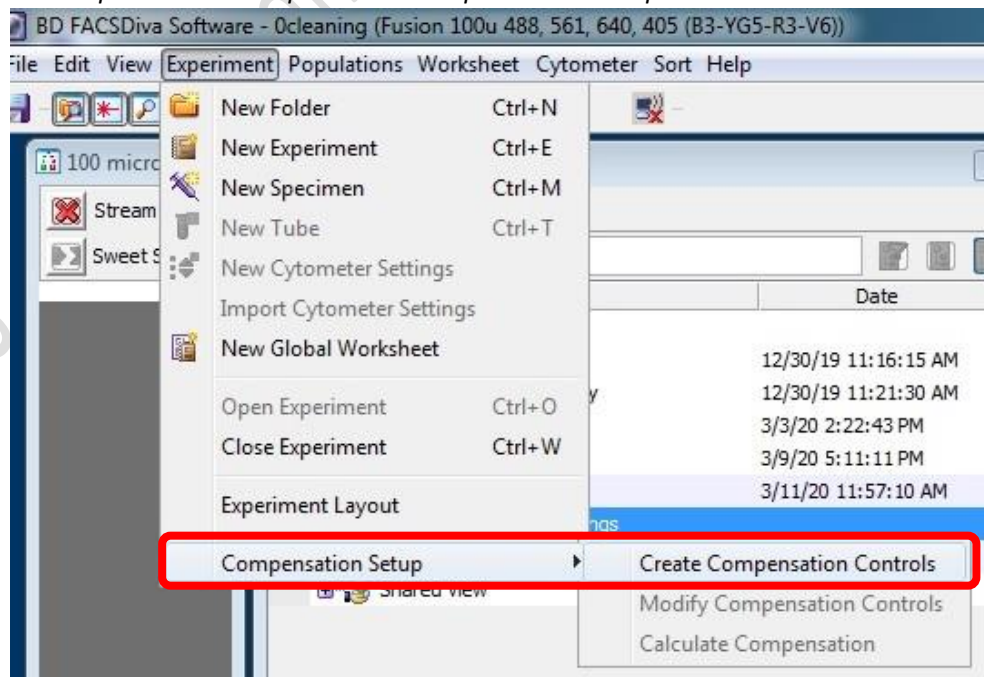 BD FACSDiva Software - 0cleaning (Fusion 100u 488, 561, 640, 405 (B3-YG5-R3-V6))
File Edit View Experiment Populations Worksheet Cytometer Sort Help
New Folder Ctrl+N
100 micro New Experiment Ctrl+E
New Specimen Ctrl+M
Stream New Tube Ctrl+T
Sweet S New Cytometer Settings
Import Cytometer Settings Date
New Global Worksheet 12/30/19 11:16:15 AM
y 12/30/19 11:21:30 AM
Open Experiment Ctrl+O
3/3/20 2:22:43 PM
Close Experiment Ctrl+W 3/9/20 5:11:11 PM
3/11/20 11:57:10 AM
Experiment Layout
ngs
Compensation Setup Create Compensation Controls
Shared View Modify Compensation Controls
Calculate Compensation